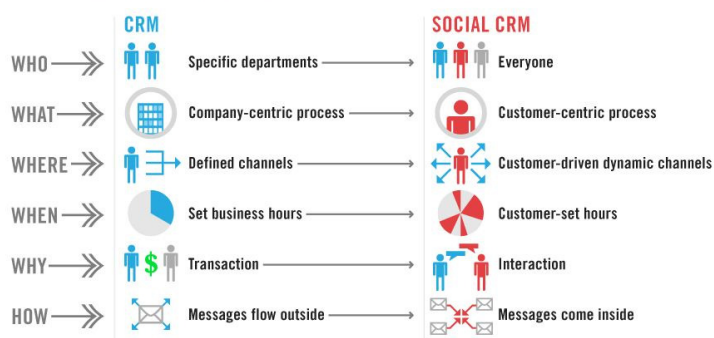 CRM SOCIAL CRM
WHO Specific departments Everyone
WHAT Company-centric process Customer-centric process
WHERE Defined channels Customer-driven dynamic channels
WHEN Set business hours Customer-set hours
WHY $ Transaction Interaction
HOW Messages flow outside Messages come inside